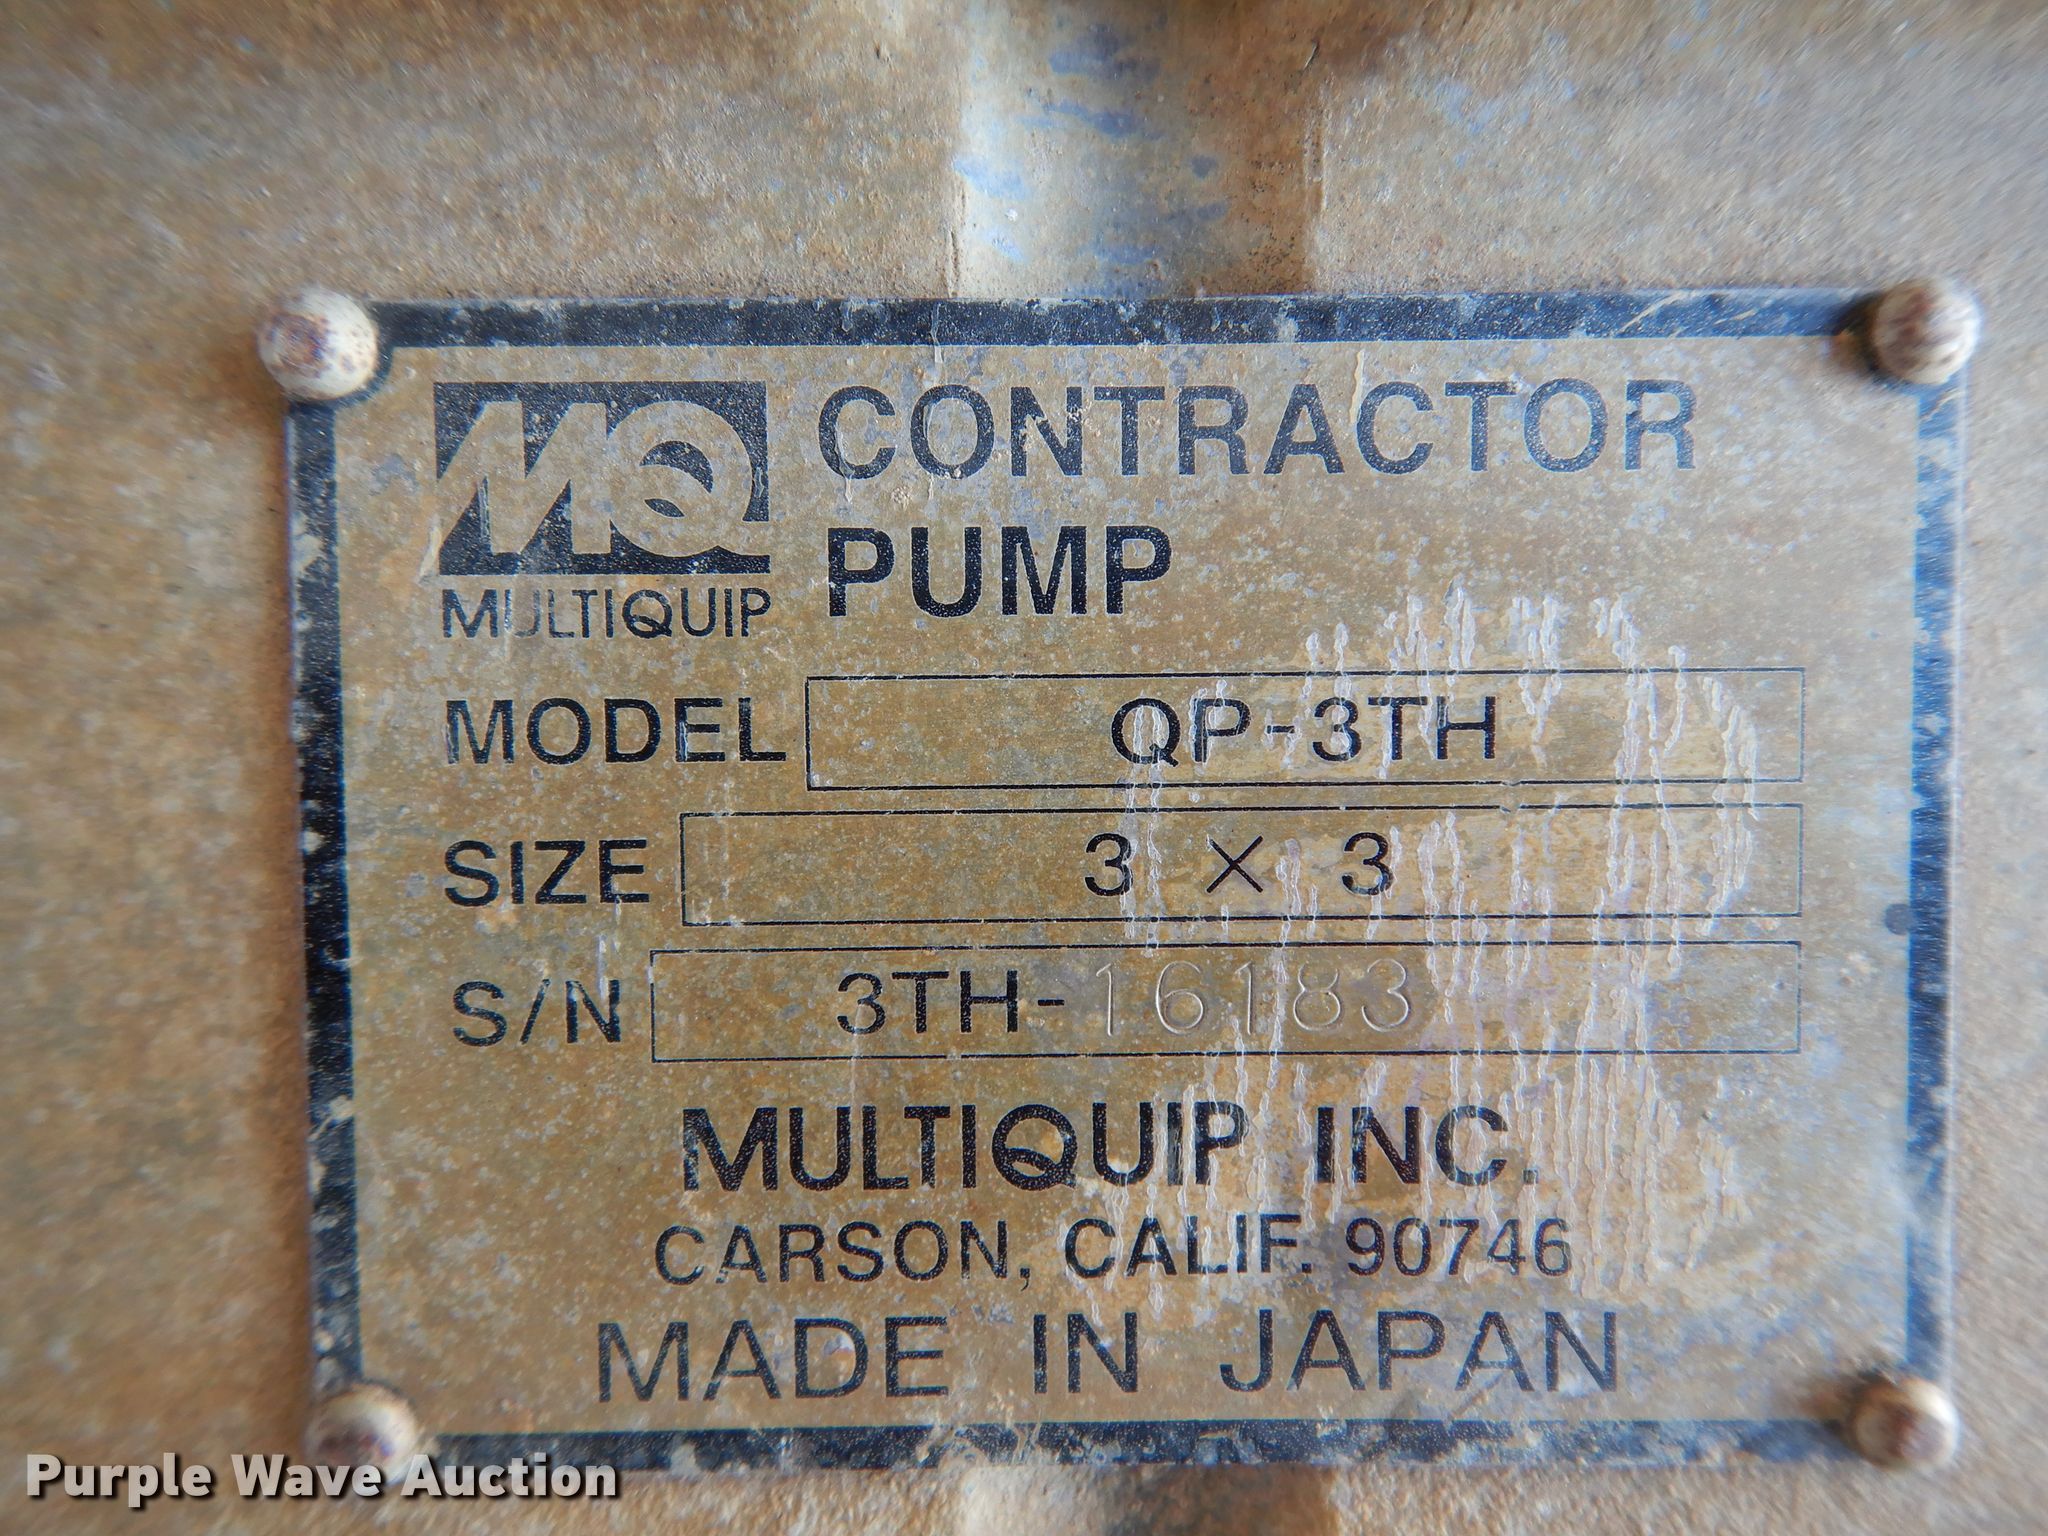 MQ CONTRACTOR
PUMP
MULTIQUIP
MODEL QP-3TH
SIZE 3 × 3
S/N 3TH-16183
MULTIQUIP INC.
CARSON, CALIF. 90746
MADE IN JAPAN
Purple Wave Auction